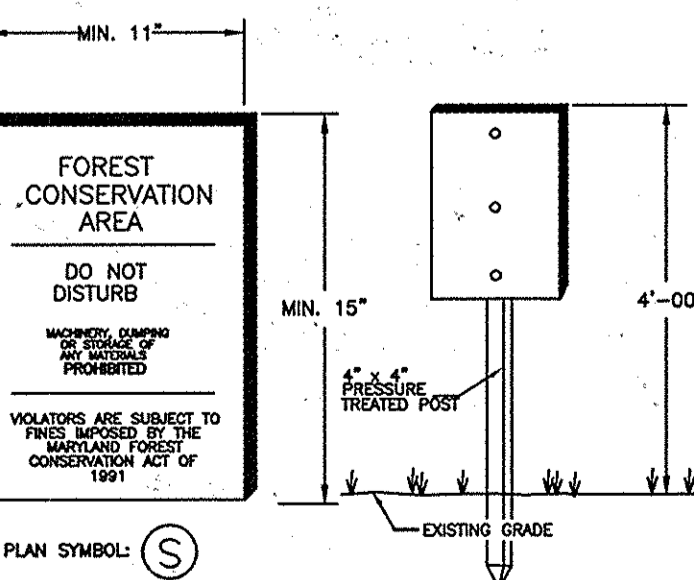 MIN. 11"
FOREST
CONSERVATION
AREA
DO NOT
DISTURB
MACHINERY, DUMPING
OR STORAGE OF
ANY MATERIALS
PROHIBITED
VIOLATORS ARE SUBJECT TO
FINES IMPOSED BY THE
MARYLAND FOREST
CONSERVATION ACT OF
1991
MIN. 15"
4" x 4"
PRESSURE
TREATED POST
4'-00
EXISTING GRADE
PLAN SYMBOL: S